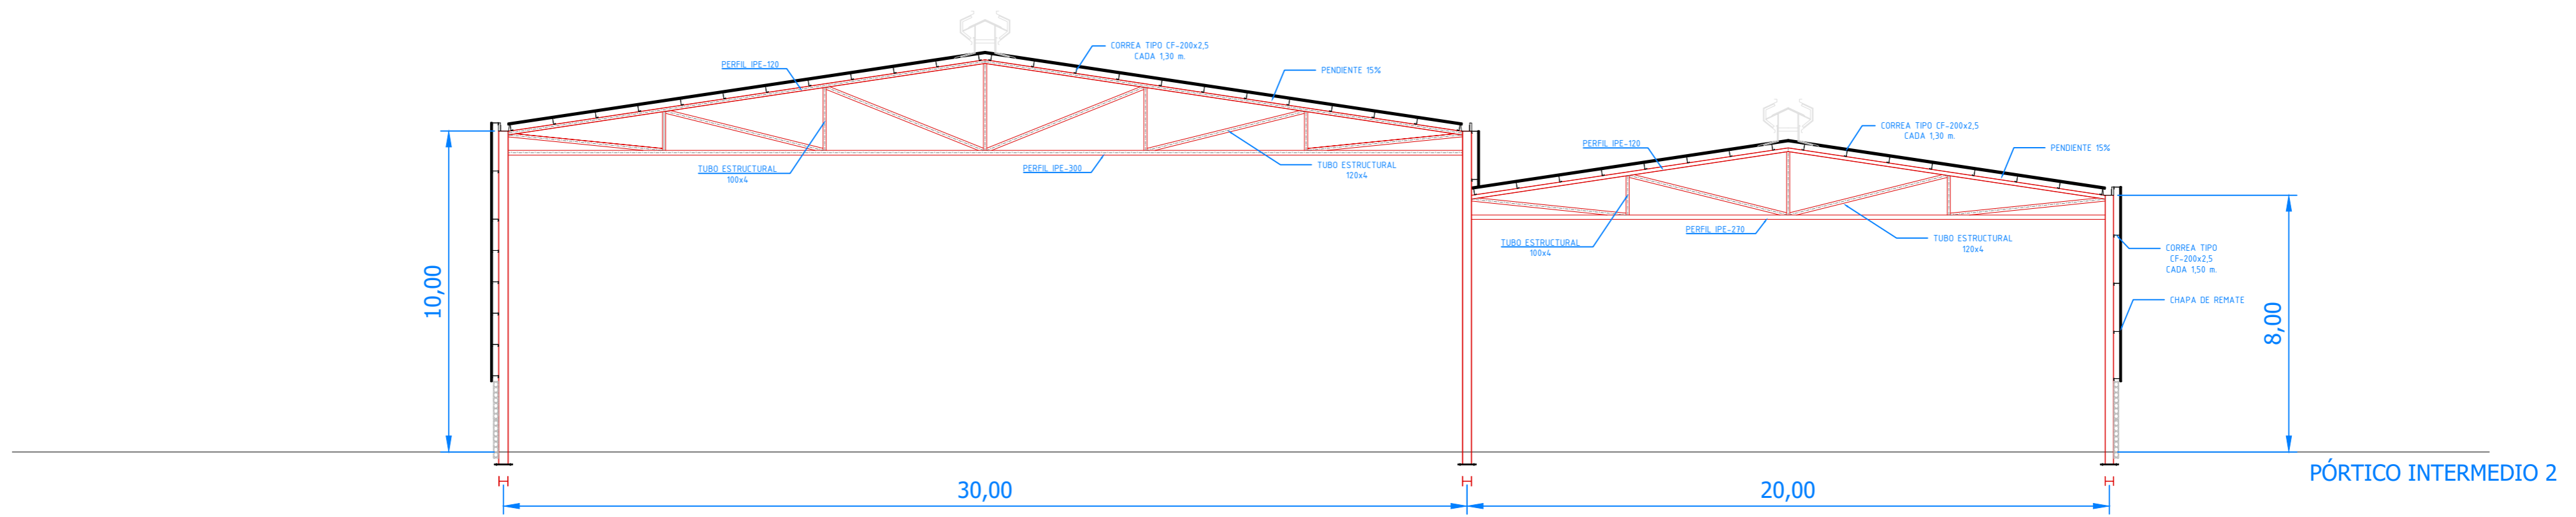 CORREA TIPO CF-200x2,5
CADA 1,30 m.
PERFIL IPE-120
PENDIENTE 15%
TUBO ESTRUCTURAL
100x4
PERFIL IPE-300
TUBO ESTRUCTURAL
120x4
10,00
30,00
CORREA TIPO CF-200x2,5
CADA 1,30 m.
PERFIL IPE-120
PENDIENTE 15%
PERFIL IPE-270
TUBO ESTRUCTURAL
100x4
TUBO ESTRUCTURAL
120x4
CORREA TIPO
CF-200x2,5
CADA 1,50 m.
CHAPA DE REMATE
8,00
20,00
PÓRTICO INTERMEDIO 2